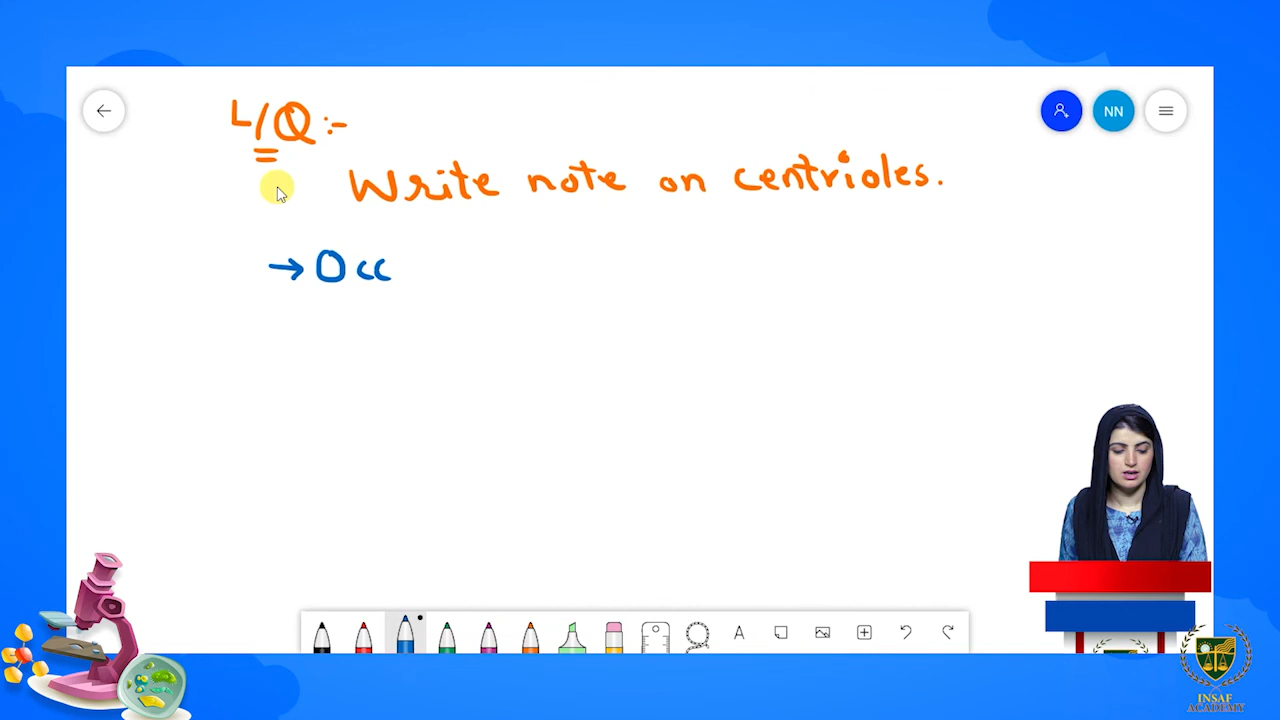 L/Q :-
NN
Write note on centrioles.
→ Occ
A
INSAF
ACADEMY